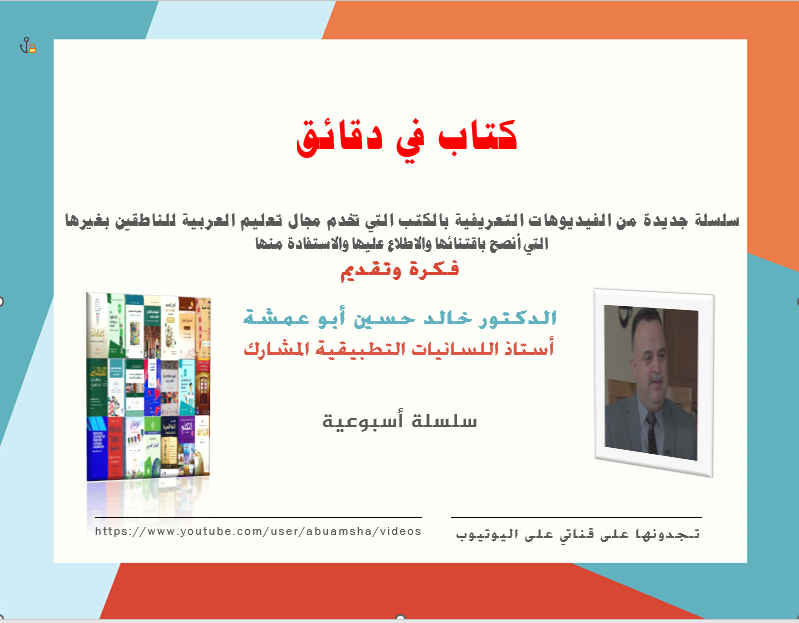 كتاب في دقائق
سلسلة جديدة من الفيديوهات التعريفية بالكتب التي تخدم مجال تعليم العربية للناطقين بغيرها
التي أنصح باقتنائها والاطلاع عليها والاستفادة منها
فكرة وتقديم
الدكتور خالد حسين أبو عمشة
أستاذ اللسانيات التطبيقية المشارك
سلسلة أسبوعية
تجدونها على قناتي على اليوتيوب
https://www.youtube.com/user/abuamsha/videos